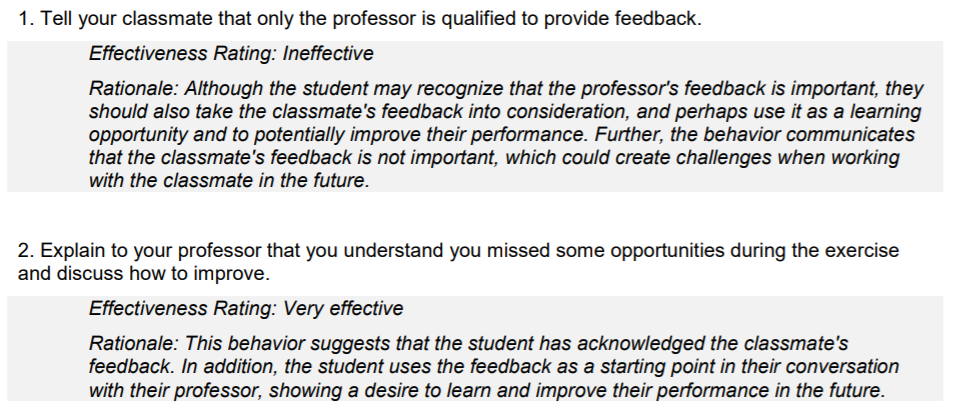 1. Tell your classmate that only the professor is qualified to provide feedback.
Effectiveness Rating: Ineffective
Rationale: Although the student may recognize that the professor's feedback is important, they
should also take the classmate's feedback into consideration, and perhaps use it as a learning
opportunity and to potentially improve their performance. Further, the behavior communicates
that the classmate's feedback is not important, which could create challenges when working
with the classmate in the future.
2. Explain to your professor that you understand you missed some opportunities during the exercise
and discuss how to improve.
Effectiveness Rating: Very effective
Rationale: This behavior suggests that the student has acknowledged the classmate's
feedback. In addition, the student uses the feedback as a starting point in their conversation
with their professor, showing a desire to learn and improve their performance in the future.